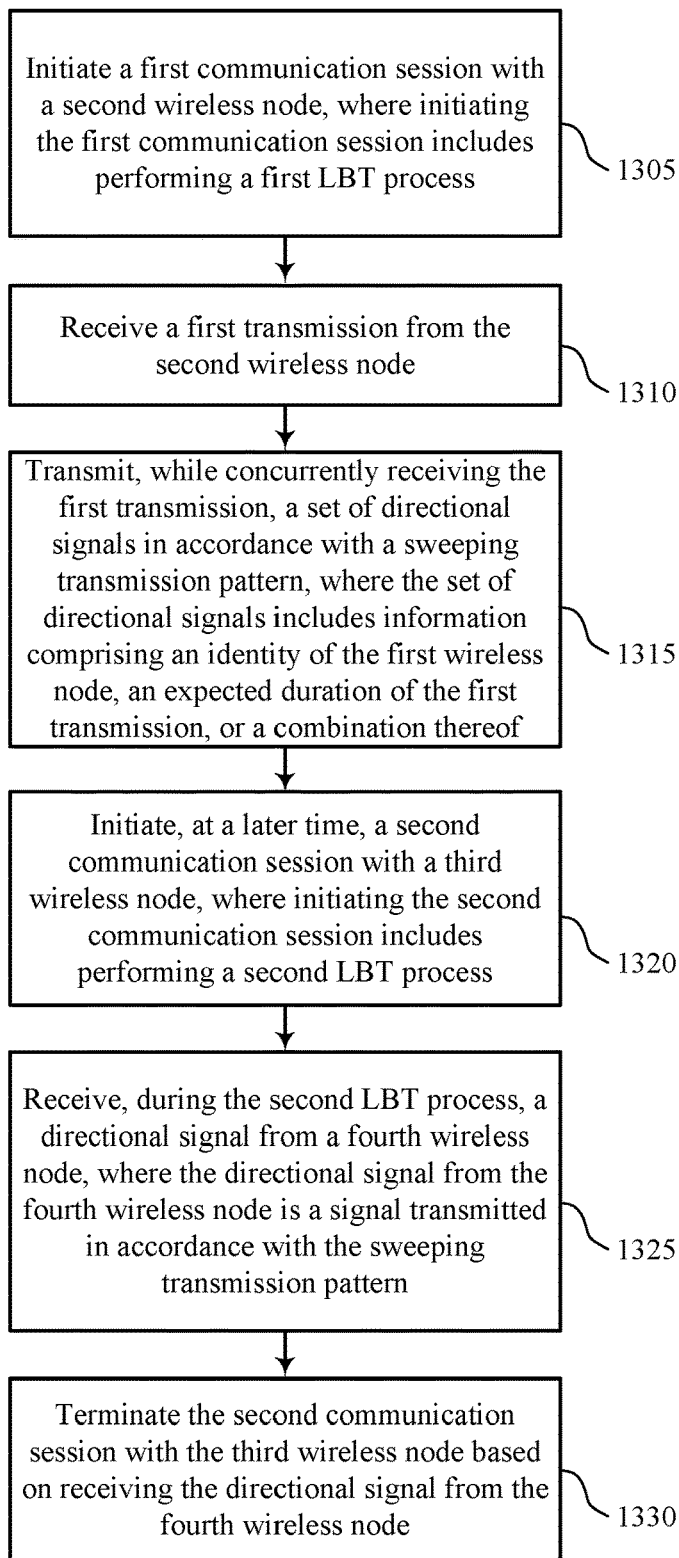 Initiate a first communication session with
a second wireless node, where initiating
the first communication session includes
performing a first LBT process
1305
Receive a first transmission from the
second wireless node
1310
Transmit, while concurrently receiving the
first transmission, a set of directional
signals in accordance with a sweeping
transmission pattern, where the set of
directional signals includes information
comprising an identity of the first wireless
node, an expected duration of the first
transmission, or a combination thereof
1315
Initiate, at a later time, a second
communication session with a third
wireless node, where initiating the second
communication session includes
performing a second LBT process
1320
Receive, during the second LBT process, a
directional signal from a fourth wireless
node, where the directional signal from the
fourth wireless node is a signal transmitted
in accordance with the sweeping
transmission pattern
1325
Terminate the second communication
session with the third wireless node based
on receiving the directional signal from the
fourth wireless node
1330